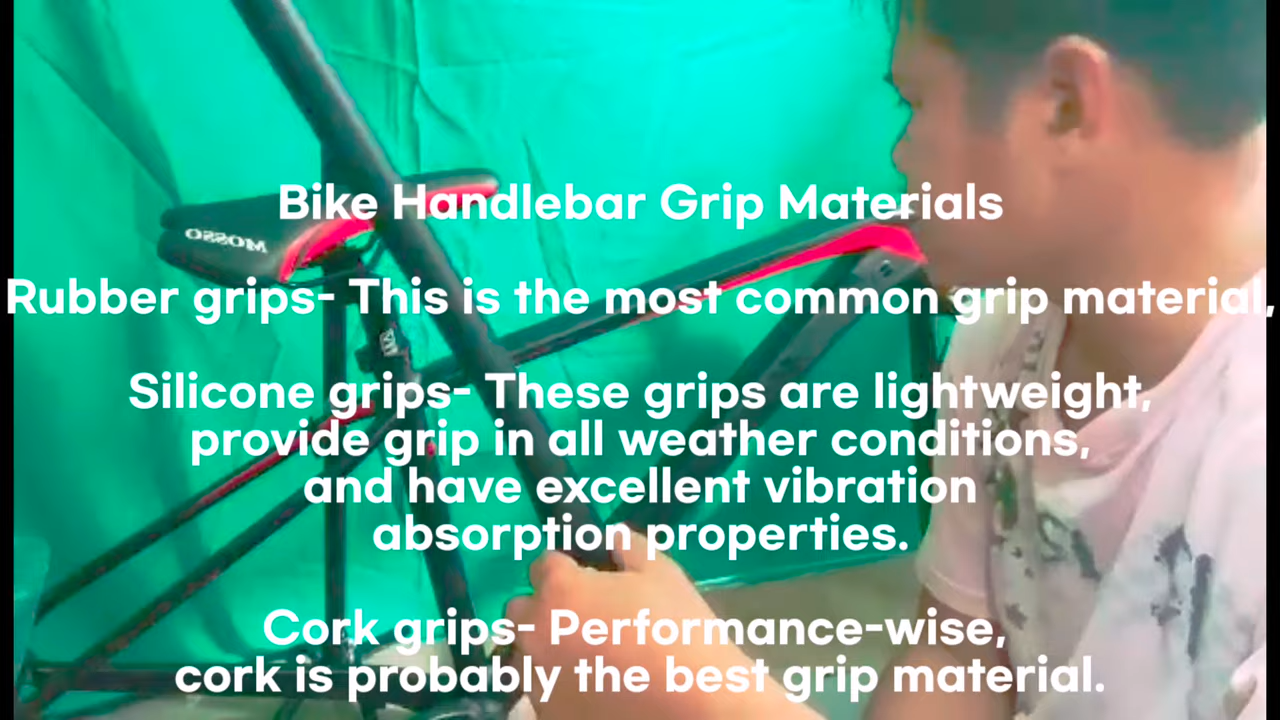 Bike Handlebar Grip Materials
MOSSO
Rubber grips- This is the most common grip material,
Silicone grips- These grips are lightweight,
provide grip in all weather conditions,
and have excellent vibration
absorption properties.
Cork grips- Performance-wise,
cork is probably the best grip material.